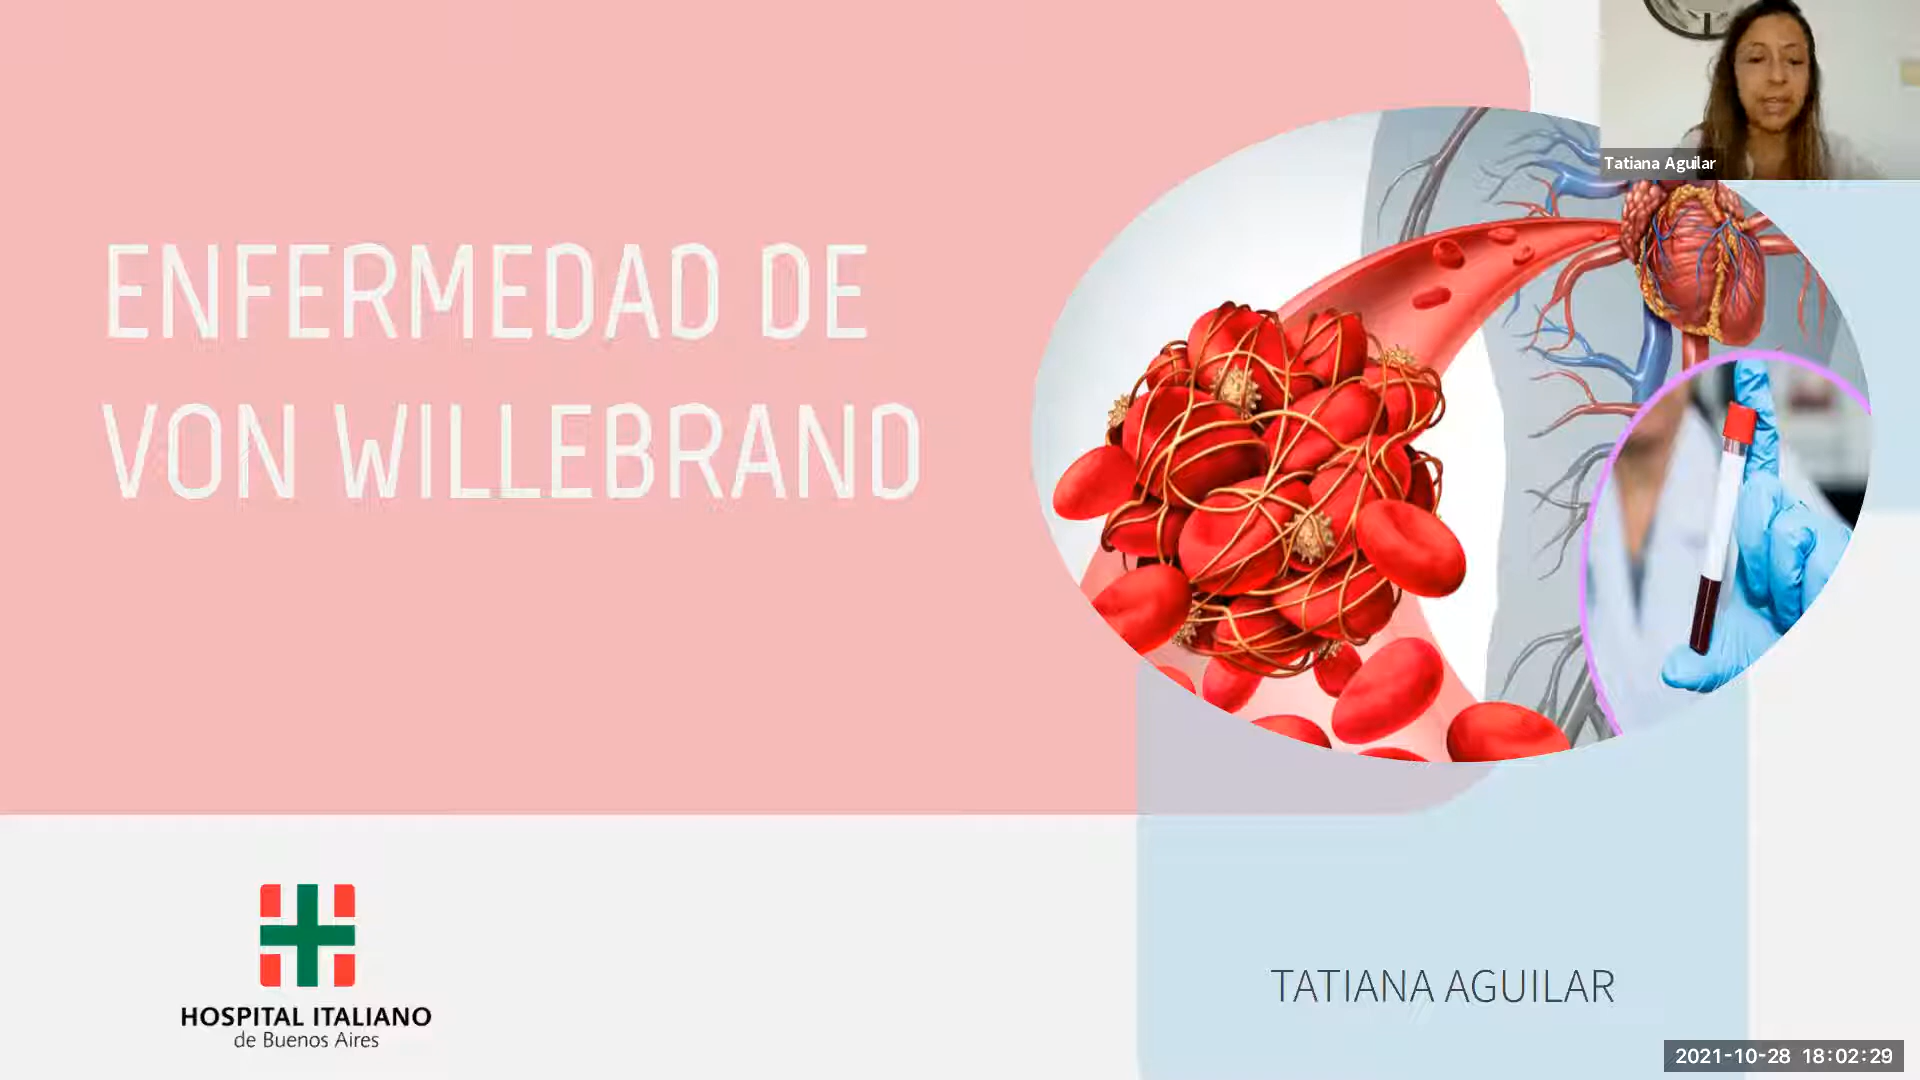 ENFERMEDAD DE
VON WILLEBRAND
Tatiana Aguilar
HOSPITAL ITALIANO
de Buenos Aires
TATIANA AGUILAR
2021-10-28 18:02:29